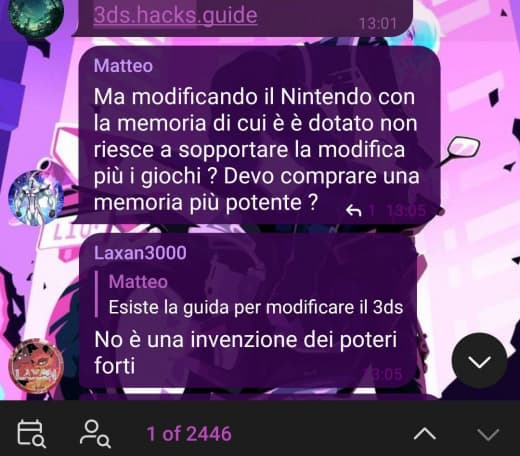 3ds.hacks.guide
13:01
Matteo
Ma modificando il Nintendo con
la memoria di cui è è dotato non
riesce a sopportare la modifica
più i giochi ? Devo comprare una
memoria più potente ?
1 13:05
Laxan3000
Matteo
Esiste la guida per modificare il 3ds
No è una invenzione dei poteri
forti
13:05
1 of 2446